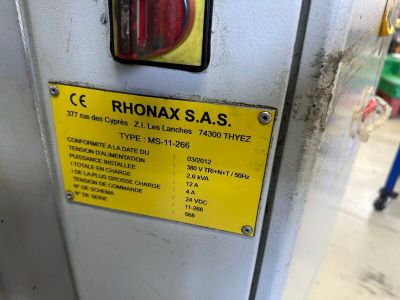 CE RHONAX S.A.S.
377 rue des Cyprès Z.I. Les Lanches 74300 THYEZ
TYPE : MS-11-266
CONFORMITE A LA DATE DU : 03/2012
TENSION D'ALIMENTATION : 380 V TRI+N+T / 50Hz
PUISSANCE INSTALLEE : 2,6 kVA
I TOTALE EN CHARGE : 12 A
I DE LA PLUS GROSSE CHARGE : 4 A
TENSION DE COMMANDE : 24 VDC
N° DE SCHEMA : 11-266
N° DE SERIE : 568